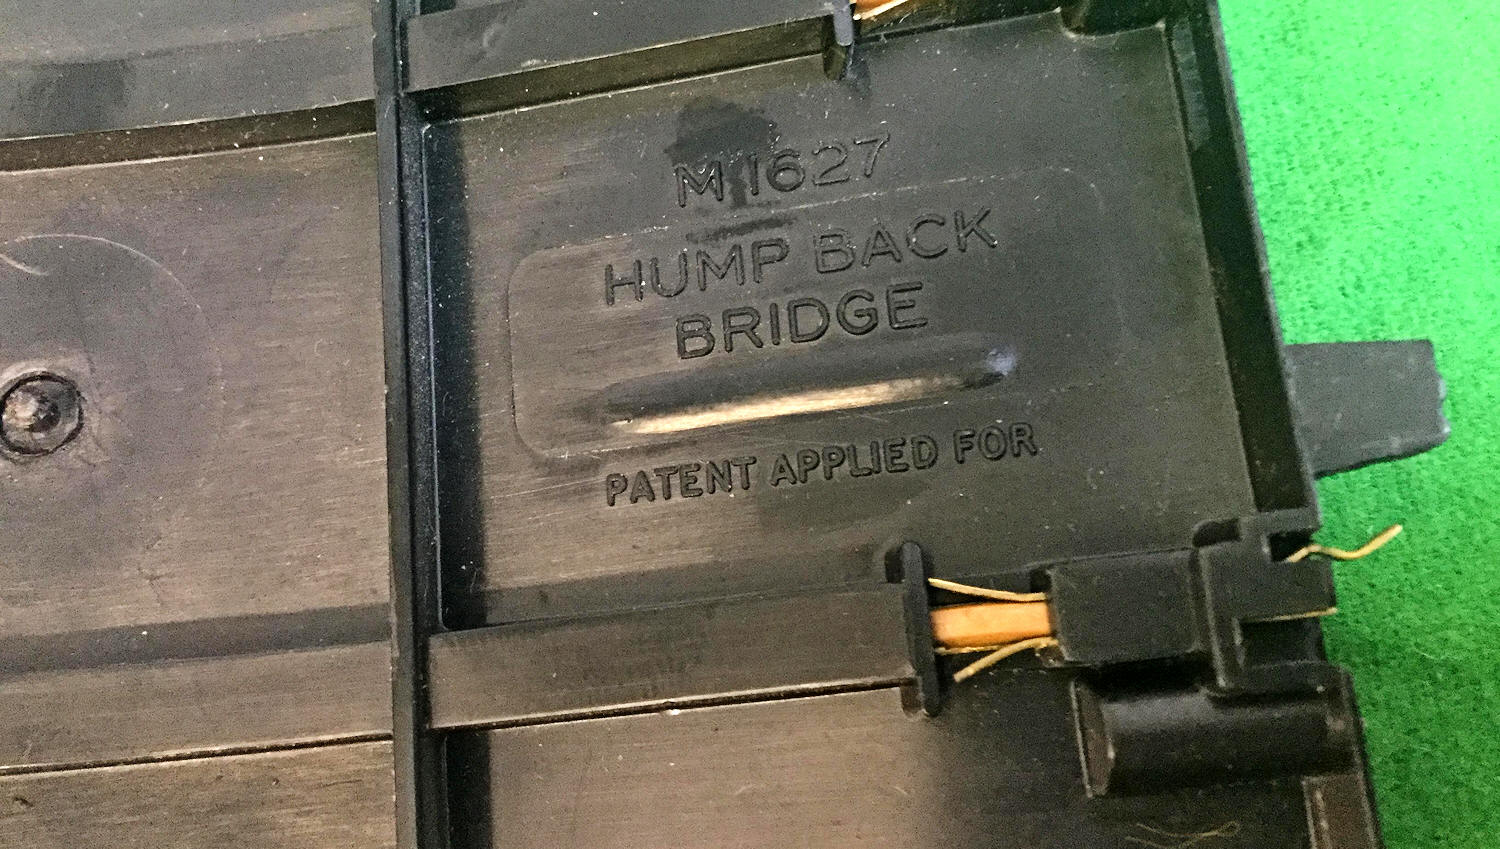 M 1627
HUMP BACK
BRIDGE
PATENT APPLIED FOR